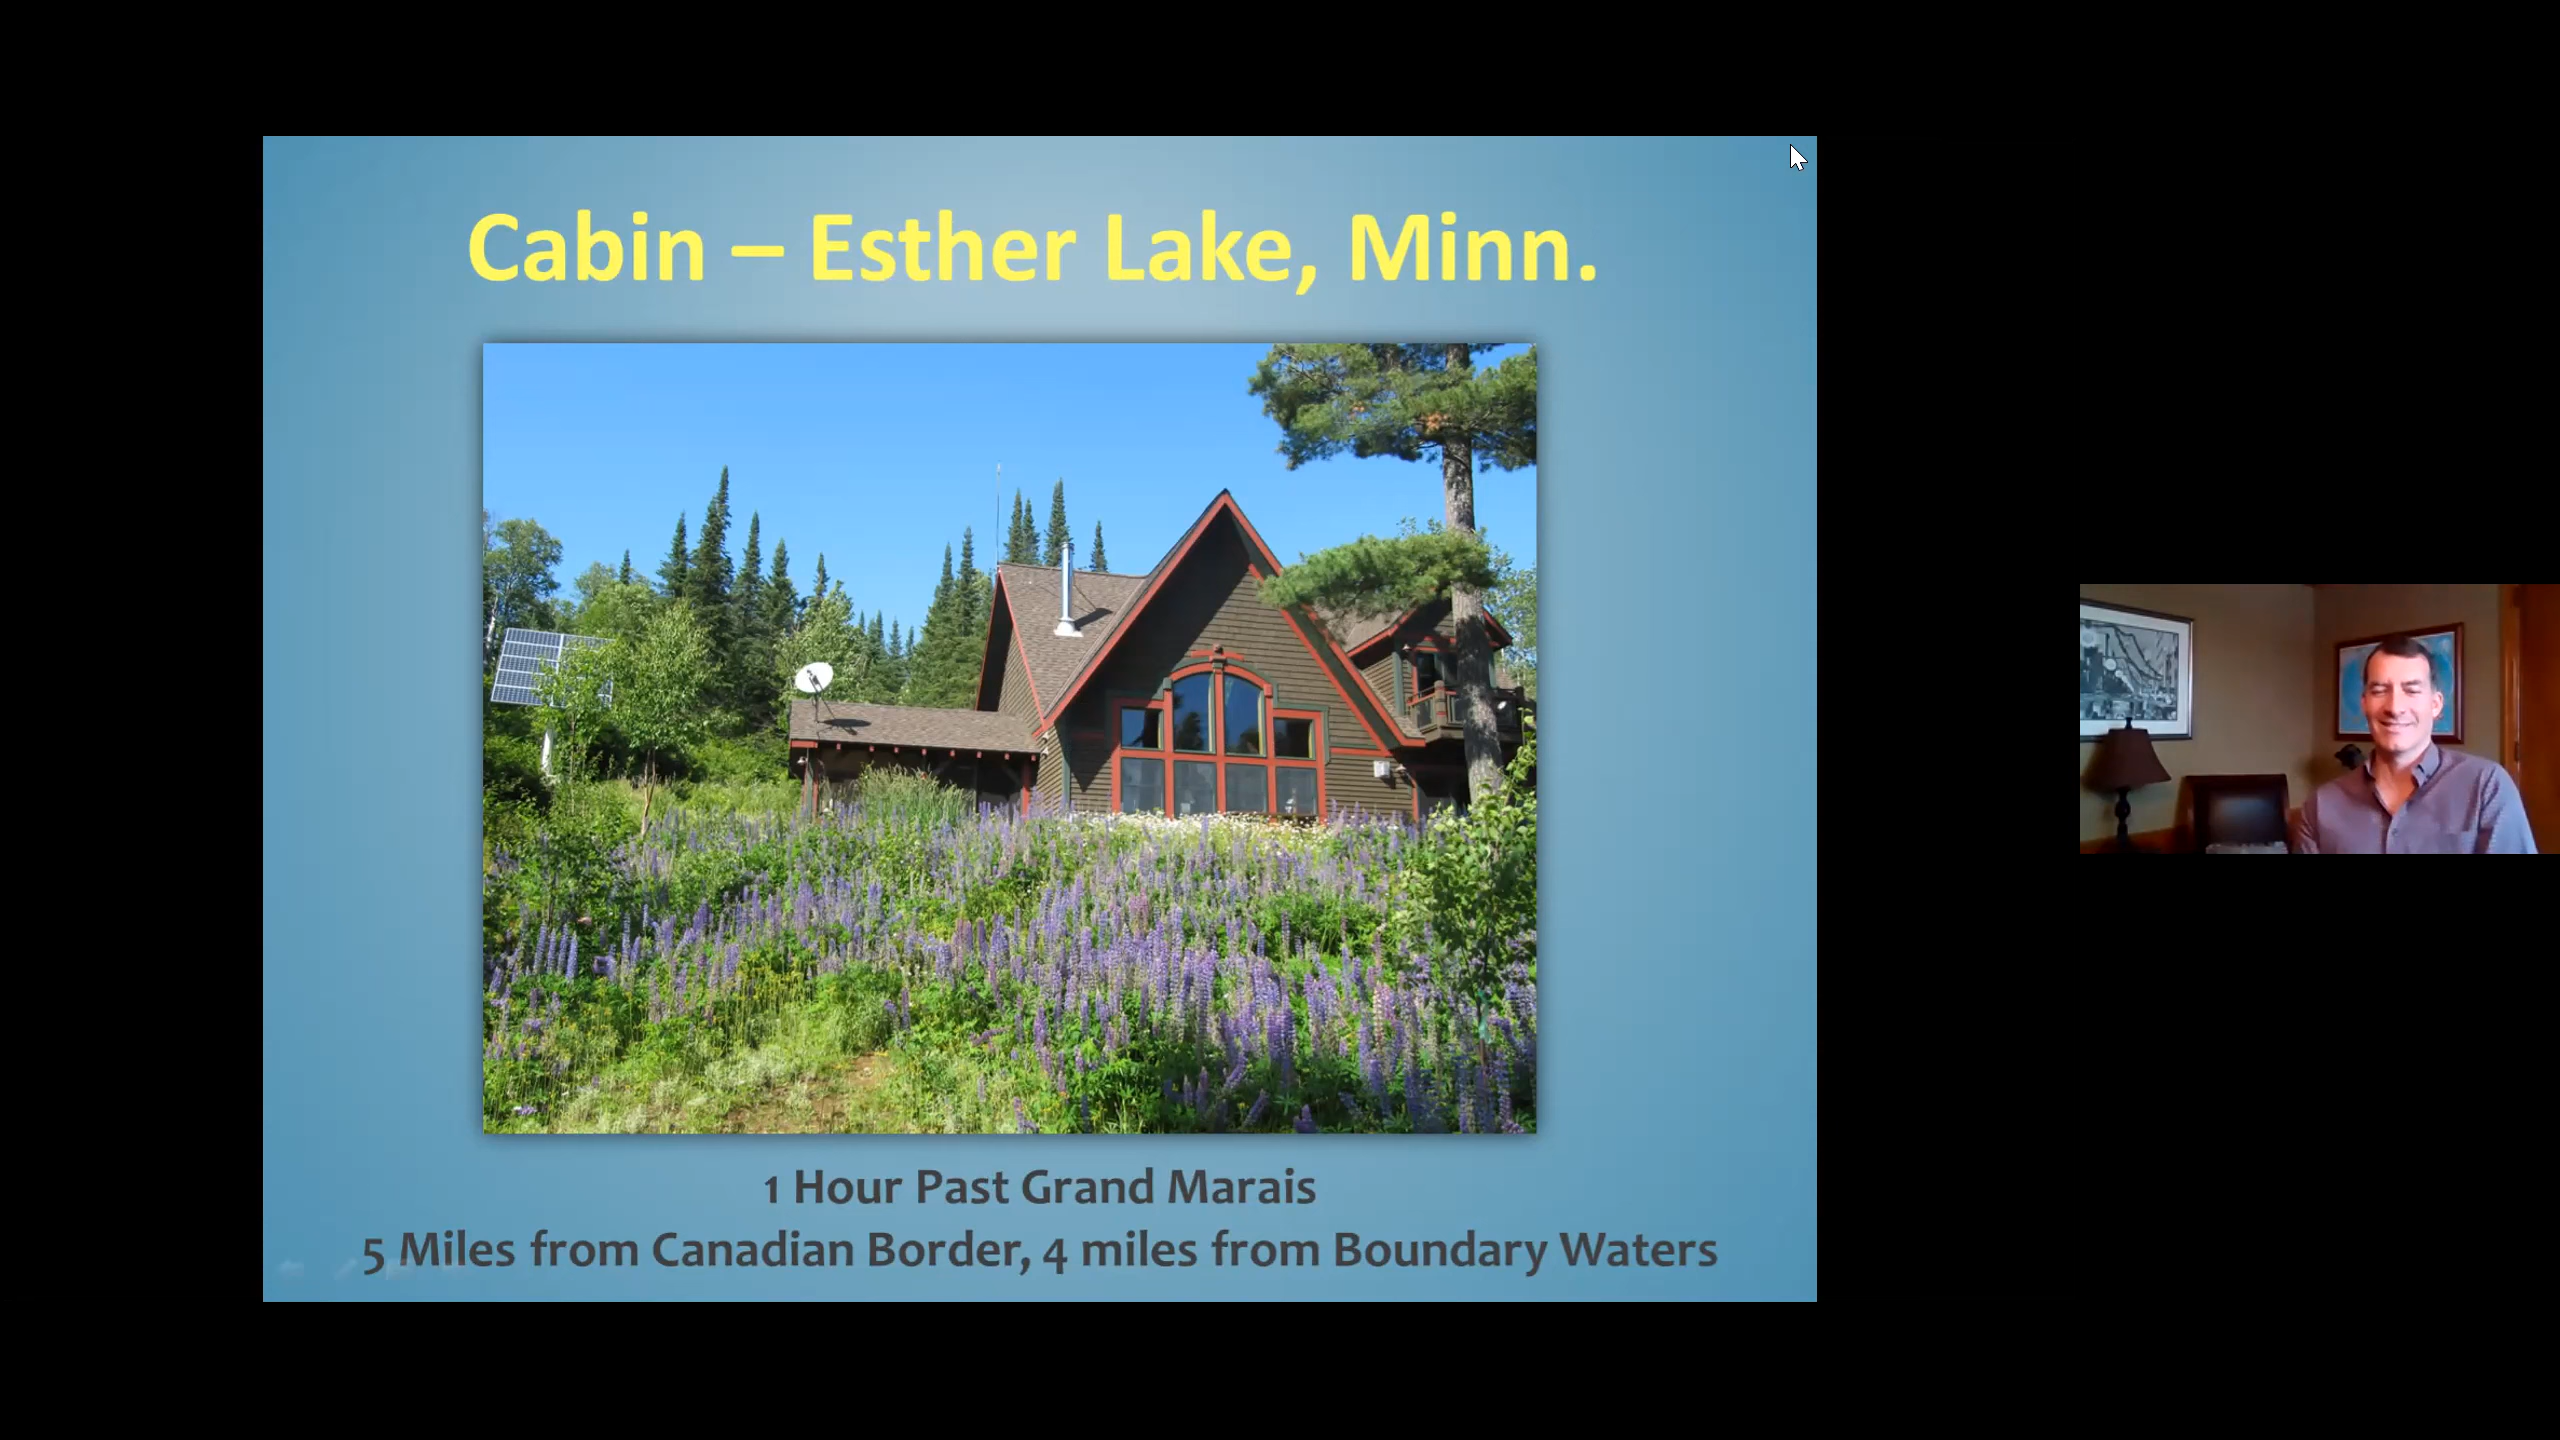 Cabin – Esther Lake, Minn.
1 Hour Past Grand Marais
5 Miles from Canadian Border, 4 miles from Boundary Waters